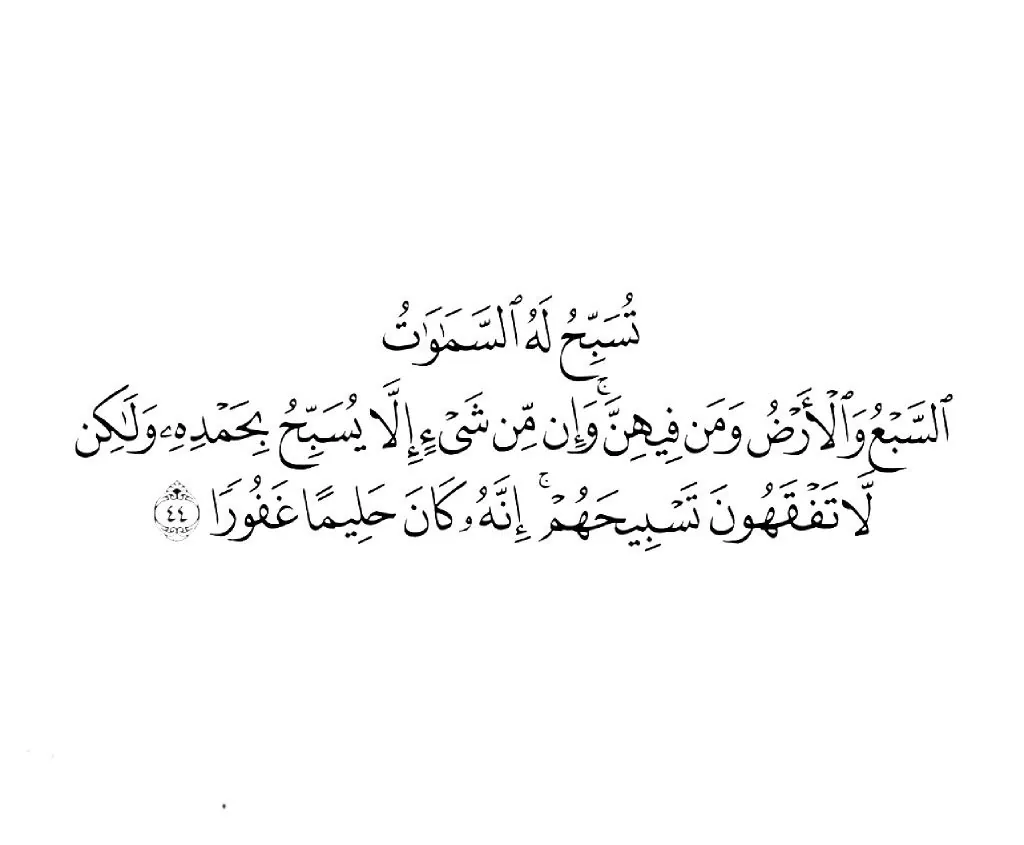 تُسَبِّحُ لَهُ ٱلسَّمَـٰوَٰتُ
ٱلسَّبۡعُ وَٱلۡأَرۡضُ وَمَن فِيهِنَّۚ وَإِن مِّن شَىۡءٍ إِلَّا يُسَبِّحُ بِحَمۡدِهِۦ وَلَـٰكِن
لَّا تَفۡقَهُونَ تَسۡبِيحَهُمۡۚ إِنَّهُۥ كَانَ حَلِيمًا غَفُورًا ٤٤